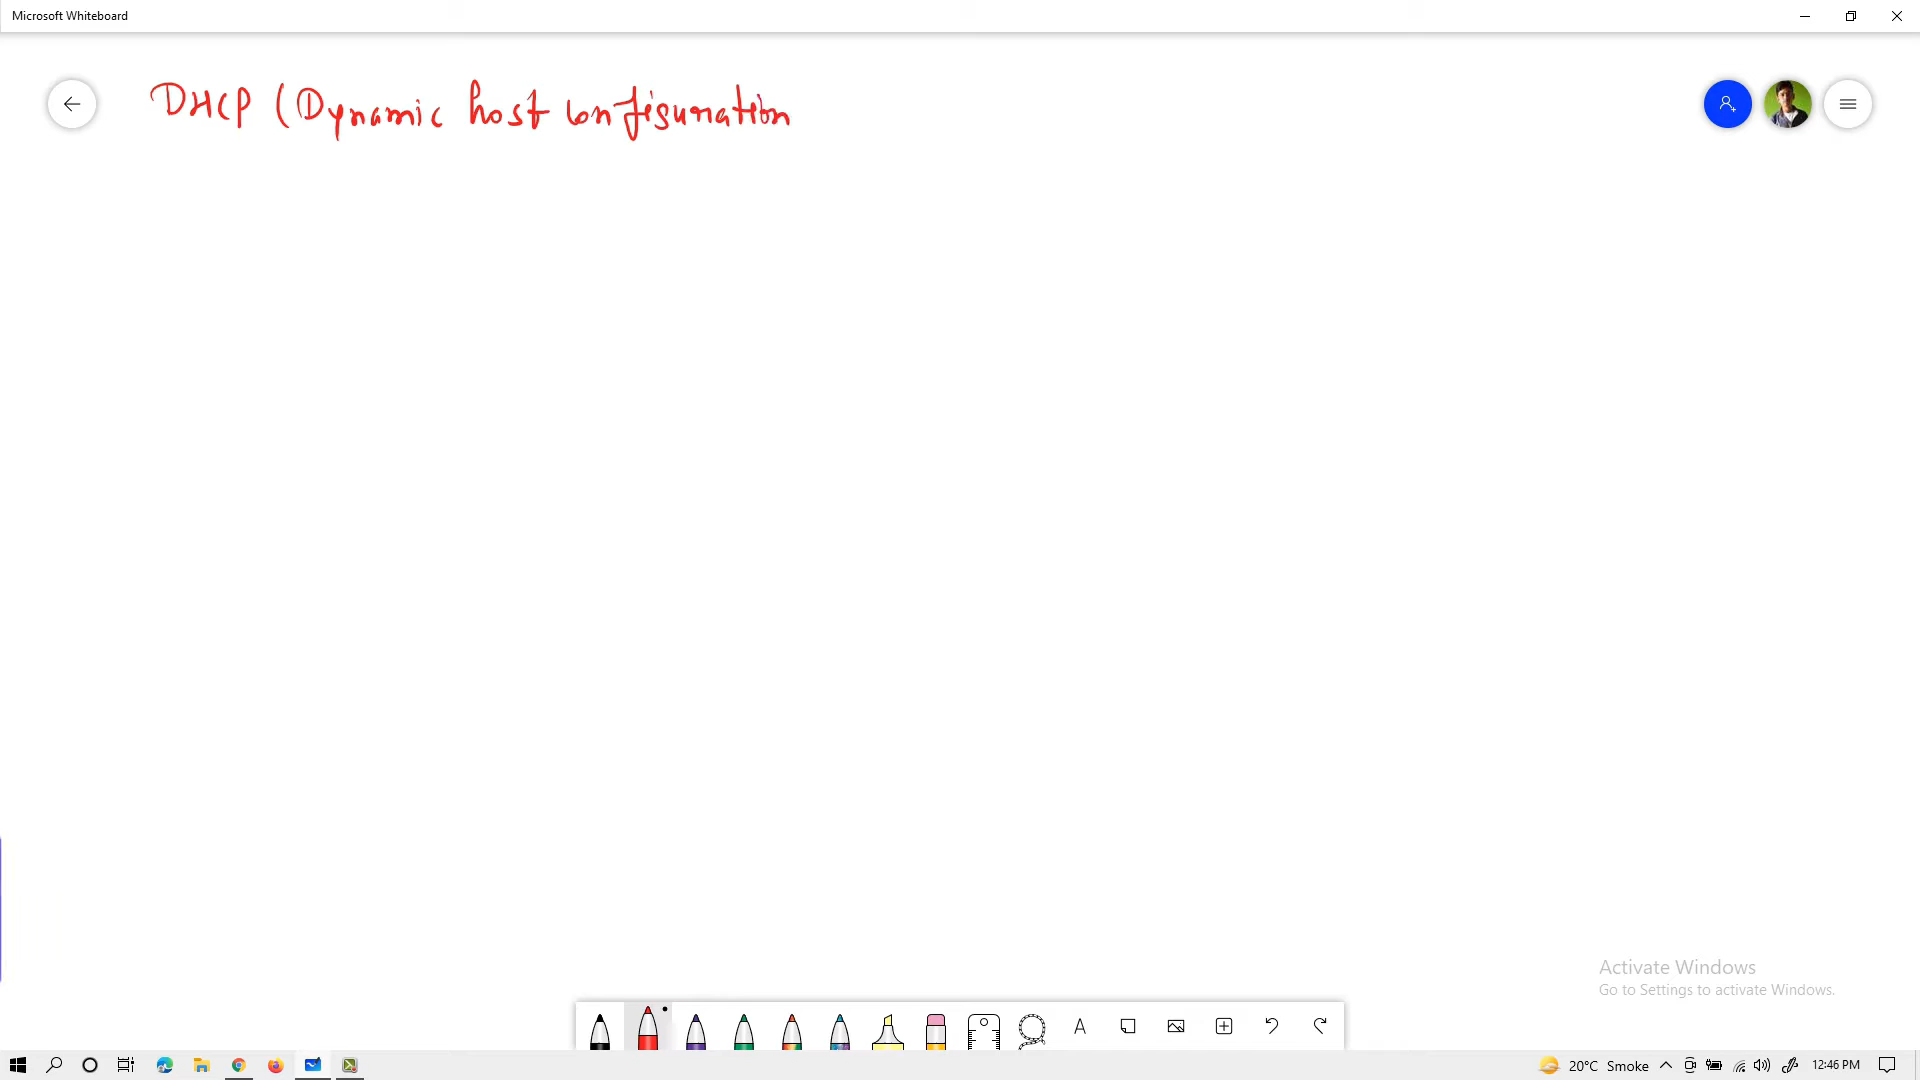 Microsoft Whiteboard
DHCP (Dynamic host configuration
Activate Windows
Go to Settings to activate Windows.
A
20°C Smoke 12:46 PM